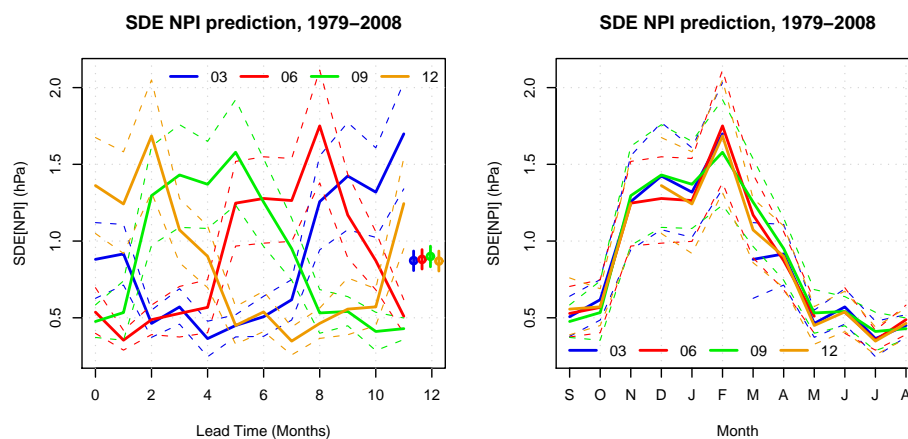 SDE NPI prediction, 1979−2008
03 06 09 12
SDE[NPI] (hPa)
2.0
1.5
1.0
0.5
0 2 4 6 8 10 12
Lead Time (Months)
SDE NPI prediction, 1979−2008
SDE[NPI] (hPa)
2.0
1.5
1.0
0.5
03 06 09 12
S O N D J F M A M J J A
Month